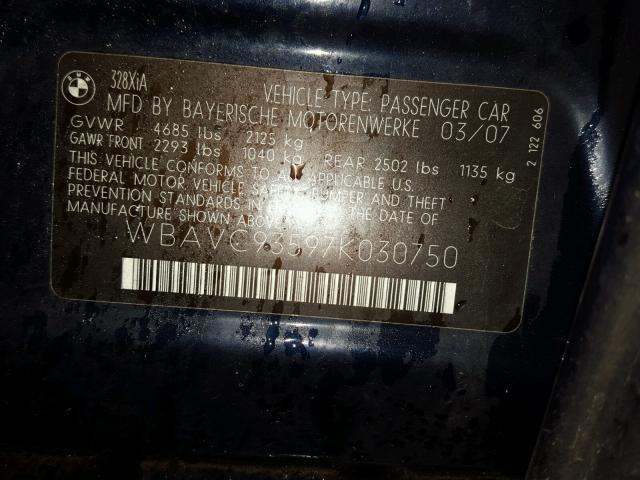 BMW
328XiA
VEHICLE-TYPE: PASSENGER CAR
MFD BY BAYERISCHE MOTORENWERKE 03/07
GVWR 4685 lbs 2125 kg
GAWR FRONT 2293 lbs 1040 kg REAR 2502 lbs 1135 kg
THIS VEHICLE CONFORMS TO ALL APPLICABLE U.S.
FEDERAL MOTOR VEHICLE SAFETY, BUMPER AND THEFT
PREVENTION STANDARDS IN EFFECT ON THE DATE OF
MANUFACTURE SHOWN ABOVE
WBAVC93597K030750
2 122 606